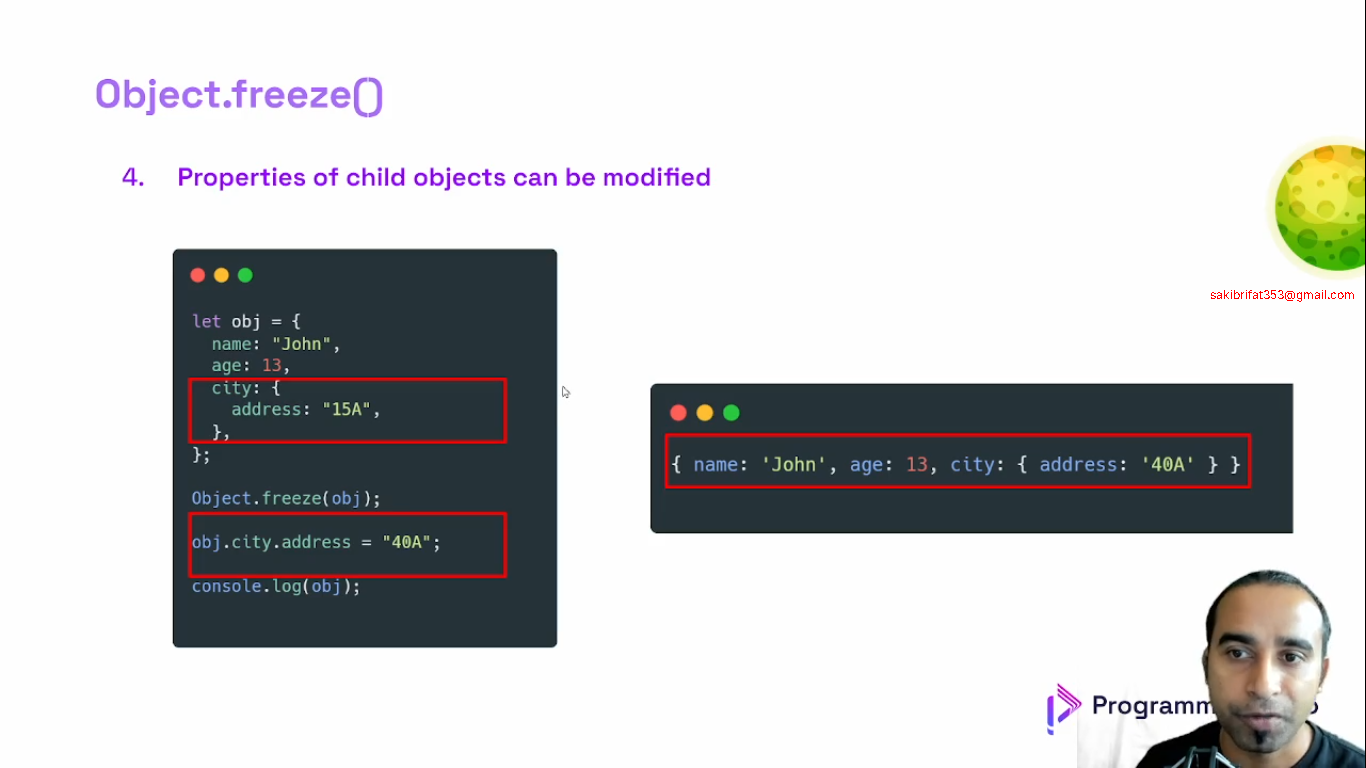 Object.freeze()
4. Properties of child objects can be modified
sakibrifat353@gmail.com
let obj = {
  name: "John",
  age: 13,
  city: {
    address: "15A",
  },
};
Object.freeze(obj);
obj.city.address = "40A";
console.log(obj);
{ name: 'John', age: 13, city: { address: '40A' } }